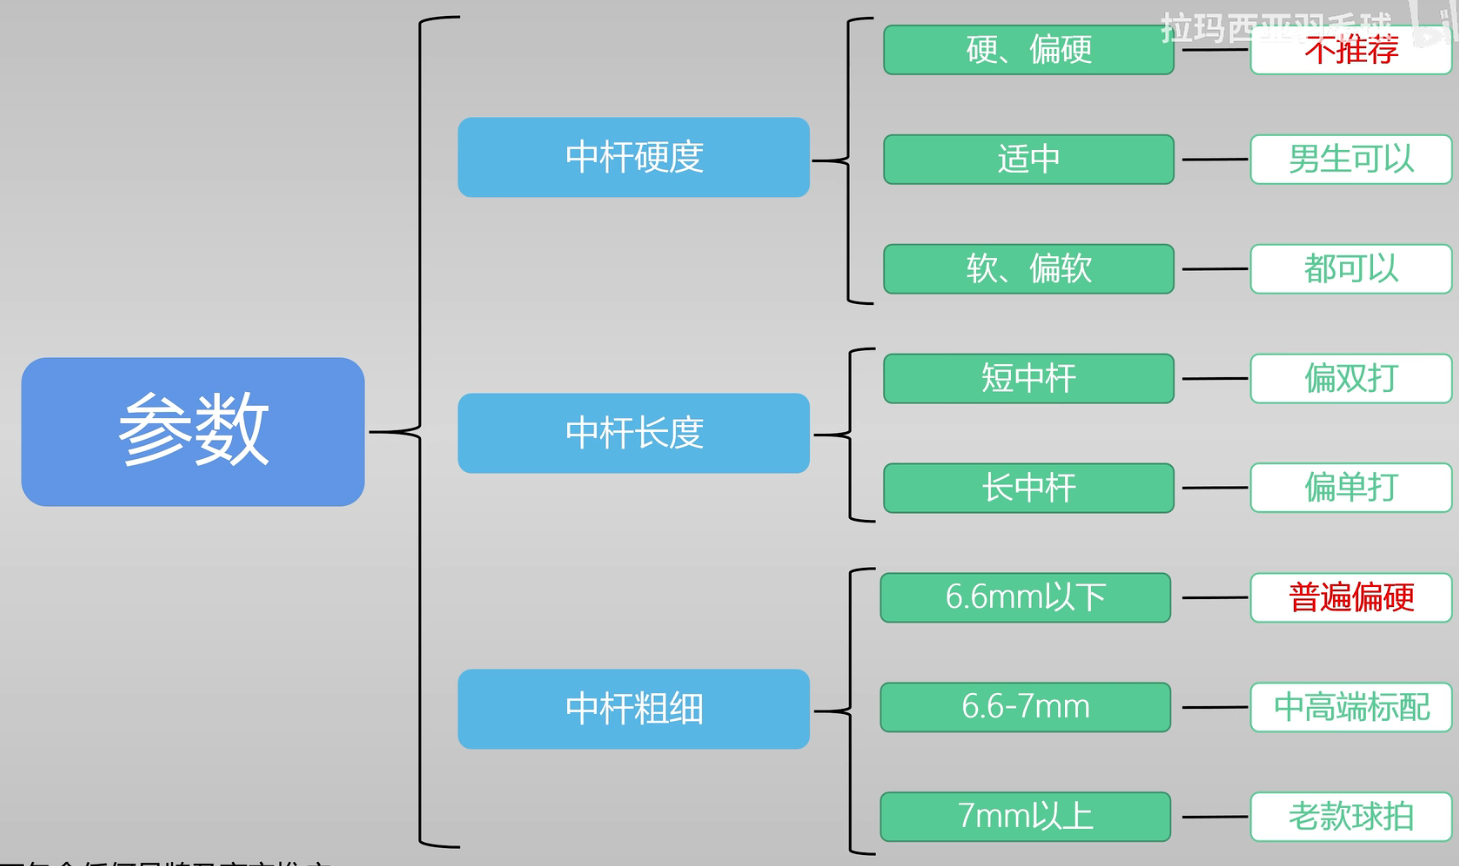 拉玛西亚羽毛球
硬、偏硬
不推荐
中杆硬度
适中
男生可以
软、偏软
都可以
参数
中杆长度
短中杆
偏双打
长中杆
偏单打
中杆粗细
6.6mm以下
普遍偏硬
6.6-7mm
中高端标配
7mm以上
老款球拍